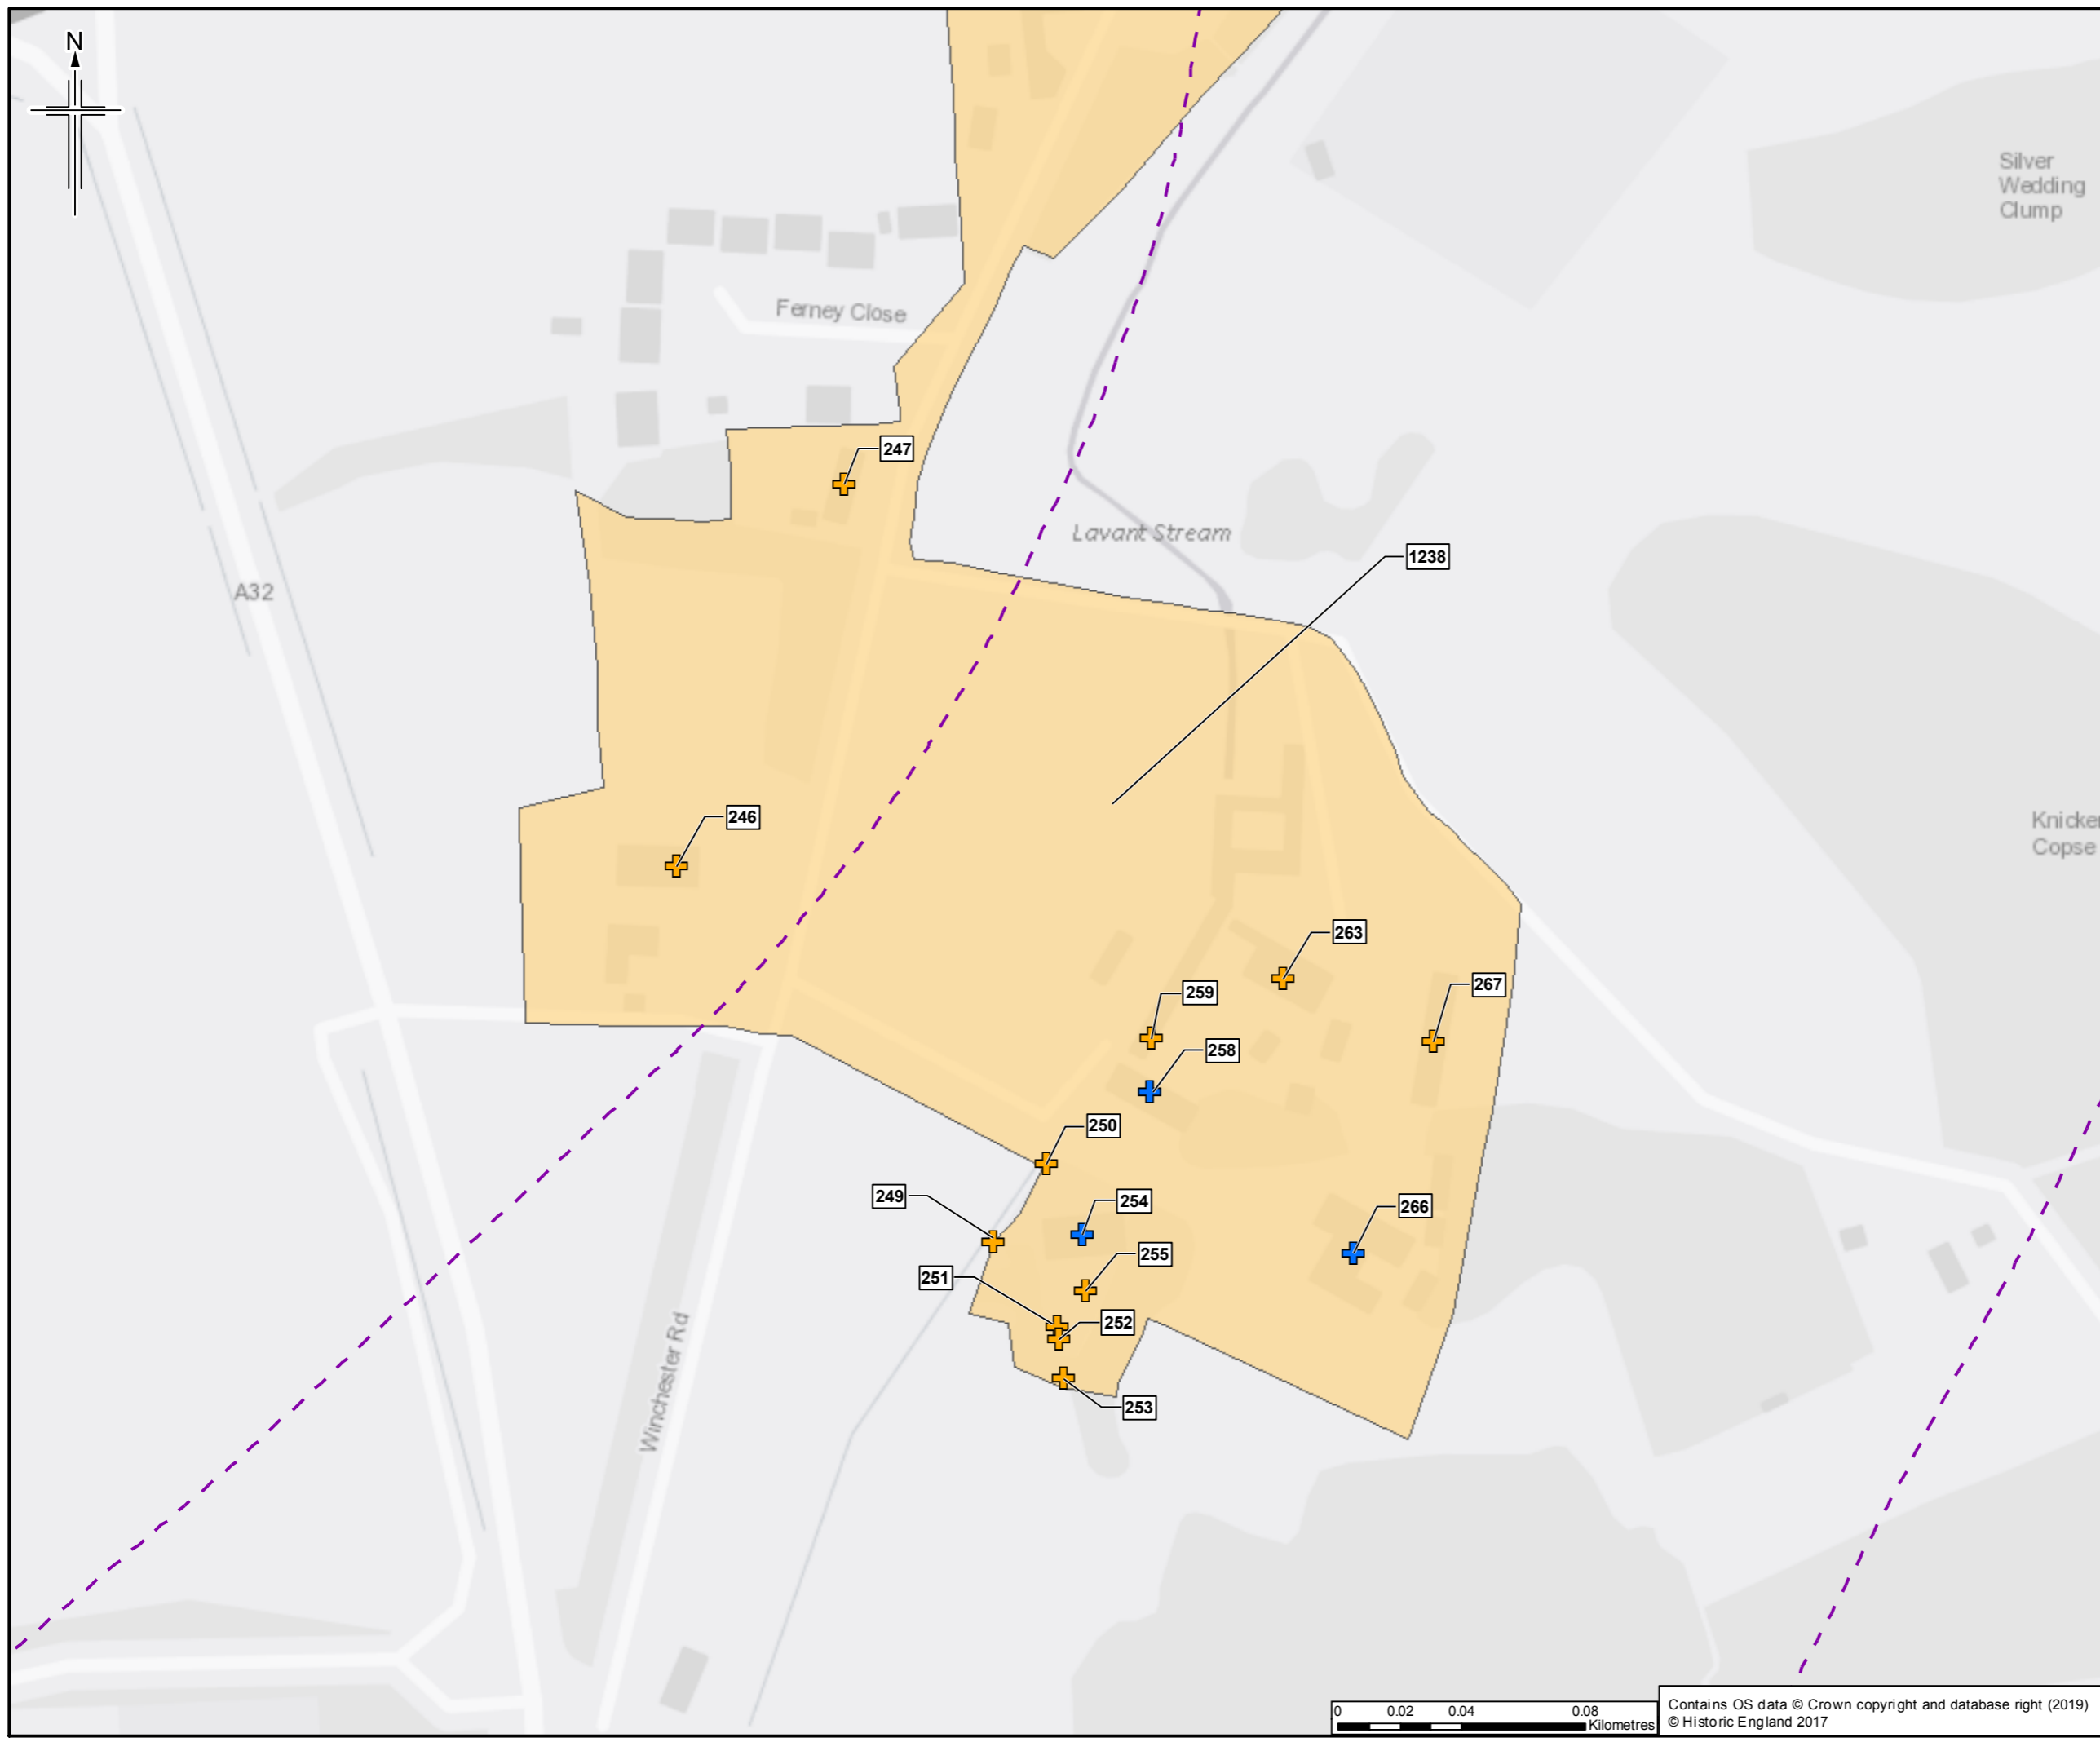 N
Silver
Wedding
Clump
Ferney Close
247
Lavant Stream
1238
A32
246
Knicker
Copse
263
267
259
258
250
249
254
266
255
251
252
253
Winchester Rd
0 0.02 0.04 0.08
Kilometres
Contains OS data © Crown copyright and database right (2019)
© Historic England 2017